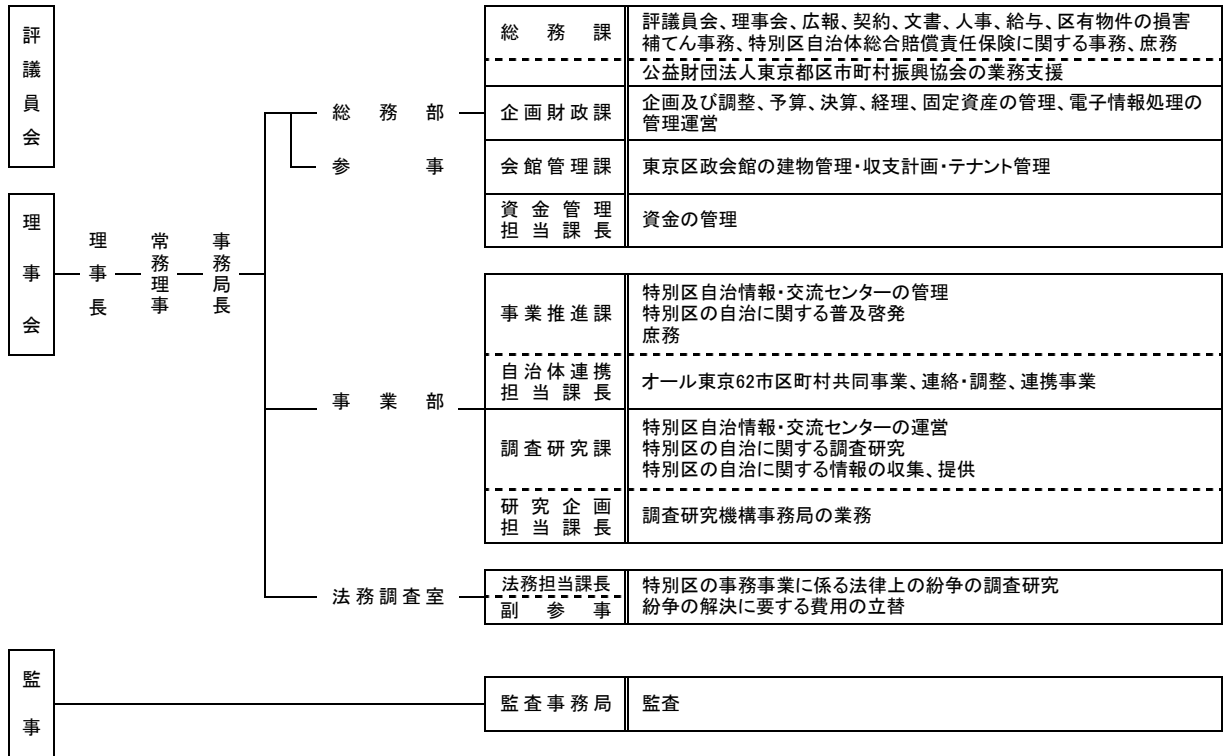 評議員会
理事会
理事長
常務理事
事務局長
総務部
参事
総務課
評議員会、理事会、広報、契約、文書、人事、給与、区有物件の損害
補てん事務、特別区自治体総合賠償責任保険に関する事務、庶務
公益財団法人東京都区市町村振興協会の業務支援
企画財政課
企画及び調整、予算、決算、経理、固定資産の管理、電子情報処理の
管理運営
会館管理課
東京区政会館の建物管理・収支計画・テナント管理
資金管理
担当課長
資金の管理
事業部
事業推進課
特別区自治情報・交流センターの管理
特別区の自治に関する普及啓発
庶務
自治体連携
担当課長
オール東京62市区町村共同事業、連絡・調整、連携事業
調査研究課
特別区自治情報・交流センターの運営
特別区の自治に関する調査研究
特別区の自治に関する情報の収集、提供
研究企画
担当課長
調査研究機構事務局の業務
法務調査室
法務担当課長
副参事
特別区の事務事業に係る法律上の紛争の調査研究
紛争の解決に要する費用の立替
監事
監査事務局
監査